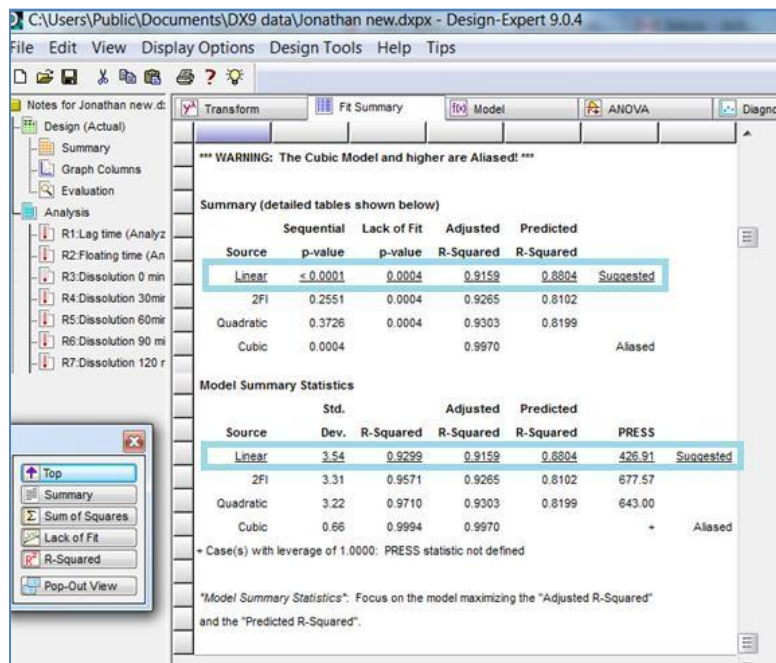 C:\Users\Public\Documents\DX9 data\Jonathan new.dxpx - Design-Expert 9.0.4
File Edit View Display Options Design Tools Help Tips
Notes for Jonathan new.d
Design (Actual)
Summary
Graph Columns
Evaluation
Analysis
R1:Lag time (Analyz
R2:Floating time (An
R3:Dissolution 0 min
R4:Dissolution 30min
R5:Dissolution 60min
R6:Dissolution 90 mi
R7:Dissolution 120 r
Top
Summary
Σ Sum of Squares
Lack of Fit
R² R-Squared
Pop-Out View
yλ Transform Fit Summary f(x) Model ANOVA Diagno
*** WARNING: The Cubic Model and higher are Aliased! ***
Summary (detailed tables shown below)
Sequential Lack of Fit Adjusted Predicted
Source p-value p-value R-Squared R-Squared
Linear < 0.0001 0.0004 0.9159 0.8804 Suggested
2FI 0.2551 0.0004 0.9265 0.8102
Quadratic 0.3726 0.0004 0.9303 0.8199
Cubic 0.0004 0.9970 Aliased
Model Summary Statistics
Std. Adjusted Predicted
Source Dev. R-Squared R-Squared R-Squared PRESS
Linear 3.54 0.9299 0.9159 0.8804 426.91 Suggested
2FI 3.31 0.9571 0.9265 0.8102 677.57
Quadratic 3.22 0.9710 0.9303 0.8199 643.00
Cubic 0.66 0.9994 0.9970 + Aliased
+ Case(s) with leverage of 1.0000: PRESS statistic not defined
"Model Summary Statistics": Focus on the model maximizing the "Adjusted R-Squared"
and the "Predicted R-Squared".